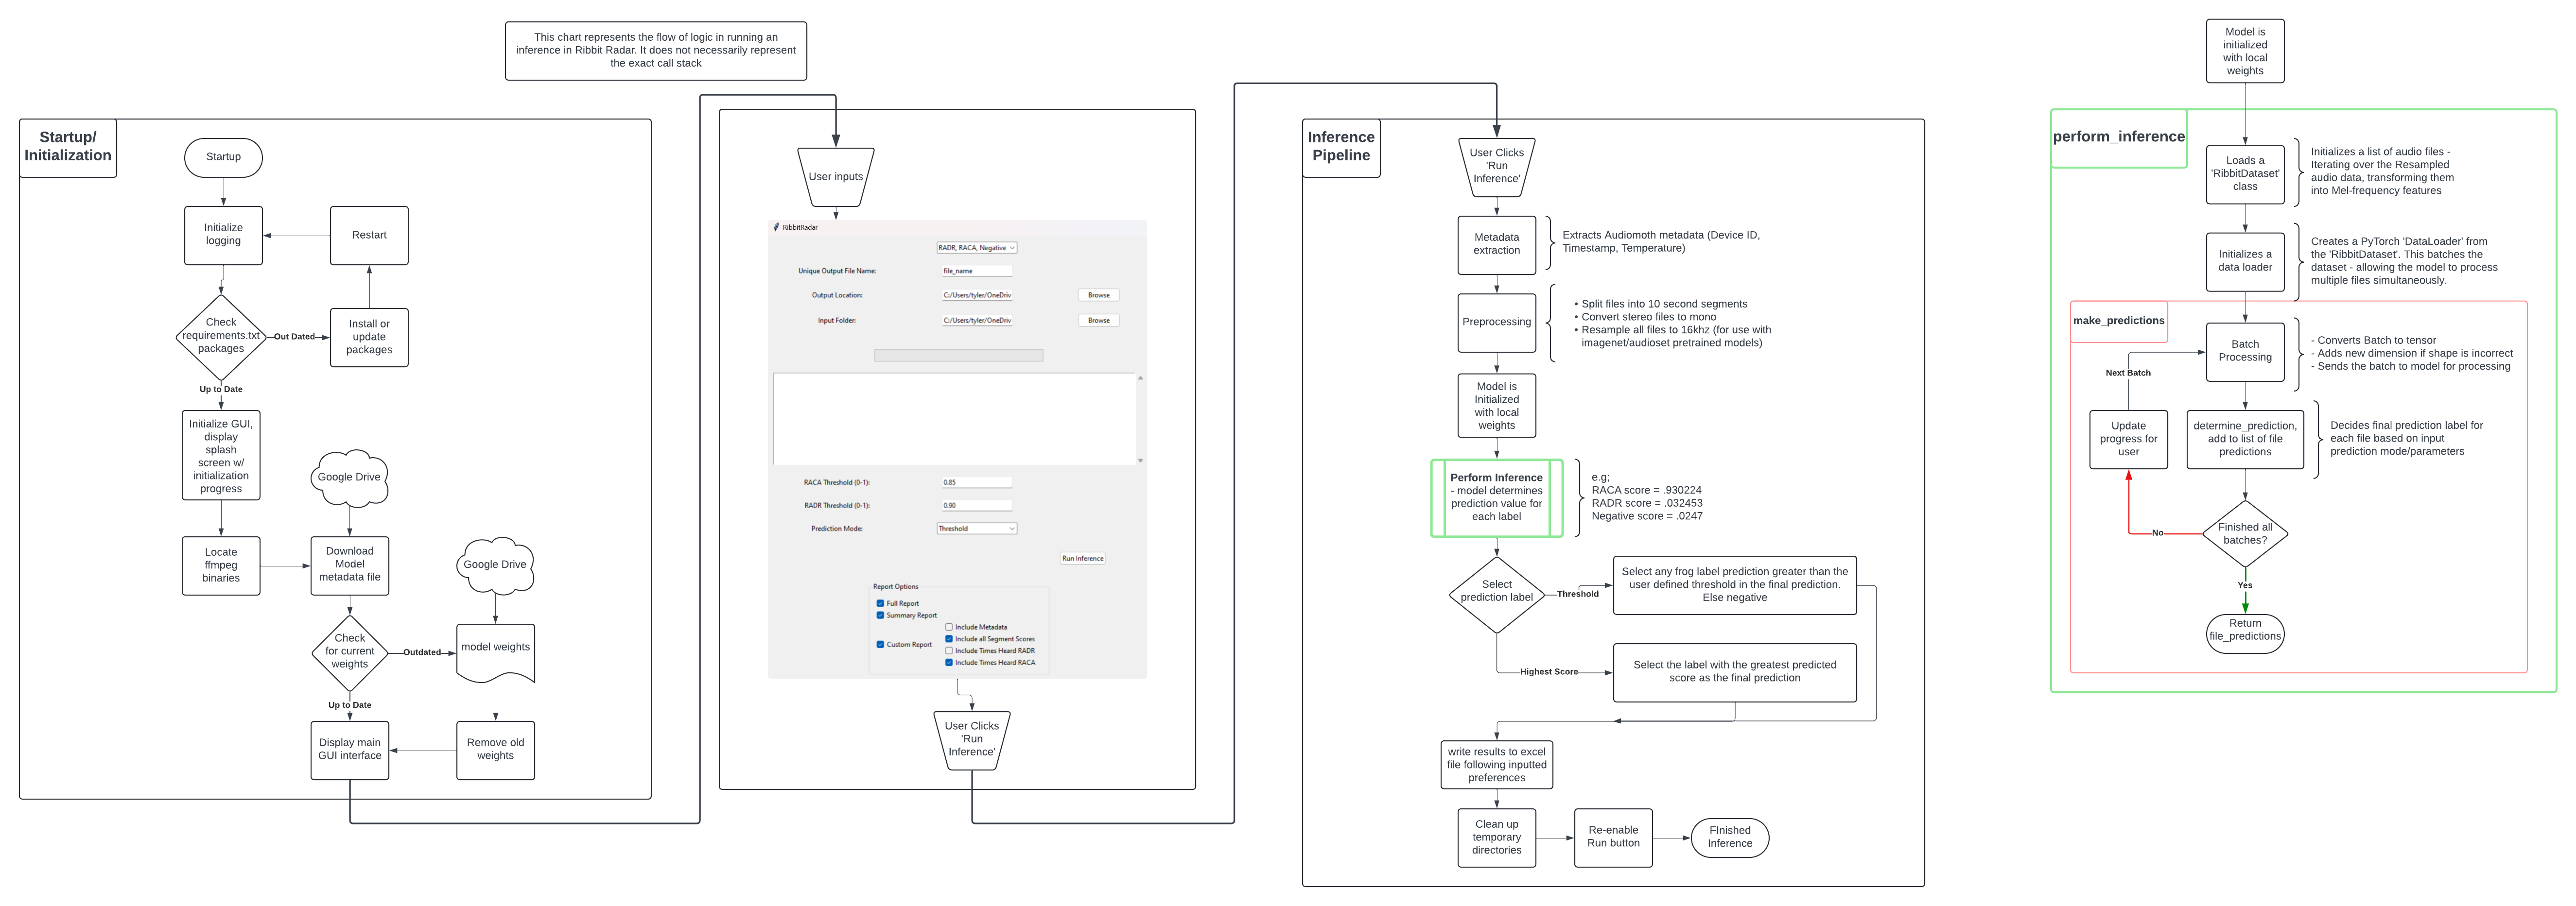 This chart represents the flow of logic in running an
inference in Ribbit Radar. It does not necessarily represent
the exact call stack
Startup/
Initialization
Startup
Initialize
logging
Restart
Check
requirements.txt
packages
Out Dated
Install or
update
packages
Up to Date
Initialize GUI,
display
splash
screen w/
initialization
progress
Google Drive
Locate
ffmpeg
binaries
Download
Model
metadata file
Google Drive
Check
for current
weights
Outdated
model weights
Up to Date
Display main
GUI interface
Remove old
weights
User inputs
RibbitRadar
RADR, RACA, Negative
Unique Output File Name:
file_name
Output Location:
C:/Users/tyler/OneDriv
Browse
Input Folder:
C:/Users/tyler/OneDriv
Browse
RACA Threshold (0-1):
0.85
RADR Threshold (0-1):
0.90
Prediction Mode:
Threshold
Run Inference
Report Options
Full Report
Summary Report
Custom Report
Include Metadata
Include all Segment Scores
Include Times Heard RADR
Include Times Heard RACA
User Clicks
'Run
Inference'
Inference
Pipeline
User Clicks
'Run
Inference'
Metadata
extraction
Extracts Audiomoth metadata (Device ID,
Timestamp, Temperature)
Preprocessing
• Split files into 10 second segments
• Convert stereo files to mono
• Resample all files to 16khz (for use with
imagenet/audioset pretrained models)
Model is
Initialized
with local
weights
Perform Inference
- model determines
prediction value for
each label
e.g;
RACA score = .930224
RADR score = .032453
Negative score = .0247
Select
prediction label
Threshold
Select any frog label prediction greater than the
user defined threshold in the final prediction.
Else negative
Highest Score
Select the label with the greatest predicted
score as the final prediction
write results to excel
file following inputted
preferences
Clean up
temporary
directories
Re-enable
Run button
FInished
Inference
Model is
initialized
with local
weights
perform_inference
Loads a
'RibbitDataset'
class
Initializes a list of audio files -
Iterating over the Resampled
audio data, transforming them
into Mel-frequency features
Initializes a
data loader
Creates a PyTorch 'DataLoader' from
the 'RibbitDataset'. This batches the
dataset - allowing the model to process
multiple files simultaneously.
make_predictions
Batch
Processing
- Converts Batch to tensor
- Adds new dimension if shape is incorrect
- Sends the batch to model for processing
Next Batch
Update
progress for
user
determine_prediction,
add to list of file
predictions
Decides final prediction label for
each file based on input
prediction mode/parameters
Finished all
batches?
No
Yes
Return
file_predictions